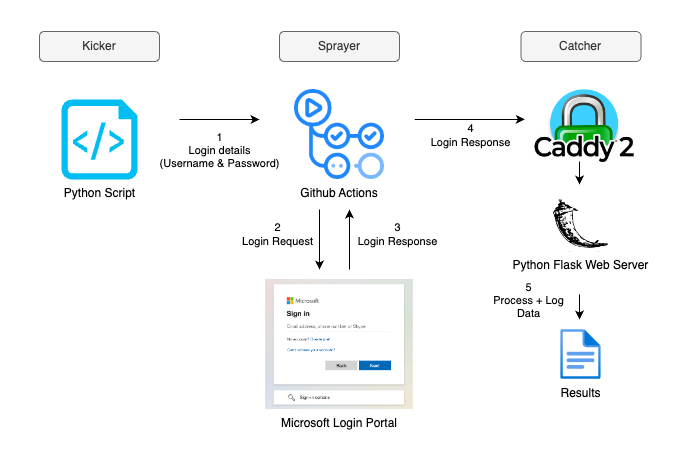 Kicker
Sprayer
Catcher
</>
Python Script
1
Login details
(Username & Password)
Github Actions
4
Login Response
Caddy 2
2
Login Request
3
Login Response
Python Flask Web Server
5
Process + Log
Data
Results
Microsoft
Sign in
Email address, phone number or Skype
No account? Create one!
Can't access your account?
Back
Next
Sign-in options
Microsoft Login Portal